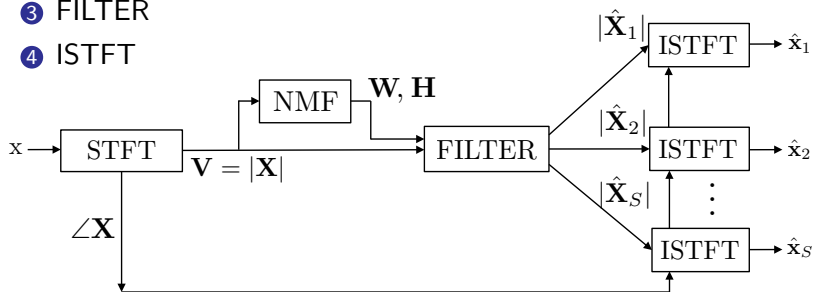 3 FILTER
4 ISTFT
|X̂₁|
ISTFT
x̂₁
NMF
W, H
|X̂₂|
x
STFT
FILTER
ISTFT
x̂₂
V = |X|
|X̂_S|
⋮
∠X
ISTFT
x̂_S